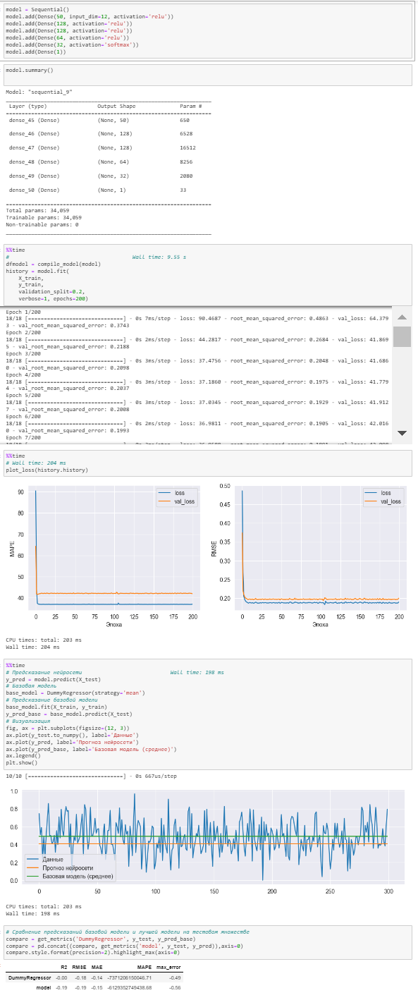 model = Sequential()
model.add(Dense(50, input_dim=12, activation='relu'))
model.add(Dense(128, activation='relu'))
model.add(Dense(128, activation='relu'))
model.add(Dense(64, activation='relu'))
model.add(Dense(32, activation='softmax'))
model.add(Dense(1))
model.summary()
Model: "sequential_9"
Layer (type) Output Shape Param #
dense_45 (Dense) (None, 50) 650
dense_46 (Dense) (None, 128) 6528
dense_47 (Dense) (None, 128) 16512
dense_48 (Dense) (None, 64) 8256
dense_49 (Dense) (None, 32) 2080
dense_50 (Dense) (None, 1) 33
Total params: 34,059
Trainable params: 34,059
Non-trainable params: 0
%%time
# Wall time: 9.55 s
dfmodel = compile_model(model)
history = model.fit(
X_train,
y_train,
validation_split=0.2,
verbose=1, epochs=200)
Epoch 1/200
18/18 [==============================] - 0s 7ms/step - loss: 90.4687 - root_mean_squared_error: 0.4863 - val_loss: 64.379
3 - val_root_mean_squared_error: 0.3743
Epoch 2/200
18/18 [==============================] - 0s 2ms/step - loss: 44.2817 - root_mean_squared_error: 0.2684 - val_loss: 41.869
5 - val_root_mean_squared_error: 0.2188
Epoch 3/200
18/18 [==============================] - 0s 3ms/step - loss: 37.4756 - root_mean_squared_error: 0.2048 - val_loss: 41.686
0 - val_root_mean_squared_error: 0.2098
Epoch 4/200
18/18 [==============================] - 0s 3ms/step - loss: 37.1860 - root_mean_squared_error: 0.1975 - val_loss: 41.779
4 - val_root_mean_squared_error: 0.2037
Epoch 5/200
18/18 [==============================] - 0s 3ms/step - loss: 37.0345 - root_mean_squared_error: 0.1929 - val_loss: 41.912
7 - val_root_mean_squared_error: 0.2008
Epoch 6/200
18/18 [==============================] - 0s 2ms/step - loss: 36.9811 - root_mean_squared_error: 0.1905 - val_loss: 42.016
0 - val_root_mean_squared_error: 0.1993
Epoch 7/200
%%time
# Wall time: 204 ms
plot_loss(history.history)
loss
val_loss
MAPE
90
80
70
60
50
40
0 25 50 75 100 125 150 175 200
Эпоха
loss
val_loss
RMSE
0.50
0.45
0.40
0.35
0.30
0.25
0.20
0 25 50 75 100 125 150 175 200
Эпоха
CPU times: total: 203 ms
Wall time: 204 ms
%%time
# Предсказание нейросети Wall time: 198 ms
y_pred = model.predict(X_test)
# Базовая модель
base_model = DummyRegressor(strategy='mean')
# Предсказание базовой модели
base_model.fit(X_train, y_train)
y_pred_base = base_model.predict(X_test)
# Визуализация
fig, ax = plt.subplots(figsize=(12, 3))
ax.plot(y_test.to_numpy(), label='Данные')
ax.plot(y_pred, label='Прогноз нейросети')
ax.plot(y_pred_base, label='Базовая модель (среднее)')
ax.legend()
plt.show()
10/10 [==============================] - 0s 667us/step
1.0
0.8
0.6
0.4
0.2
0.0
Данные
Прогноз нейросети
Базовая модель (среднее)
0 50 100 150 200 250 300
CPU times: total: 203 ms
Wall time: 198 ms
# Сравнение предсказаний базовой модели и лучшей модели на тестовом множестве
compare = get_metrics('DummyRegressor', y_test, y_pred_base)
compare = pd.concat((compare, get_metrics('model', y_test, y_pred)),axis=0)
compare.style.format(precision=2).highlight_max(axis=0)
R2 RMSE MAE MAPE max_error
DummyRegressor -0.00 -0.18 -0.14 -7371206150046.71 -0.49
model -0.19 -0.19 -0.15 -6129352749438.68 -0.56